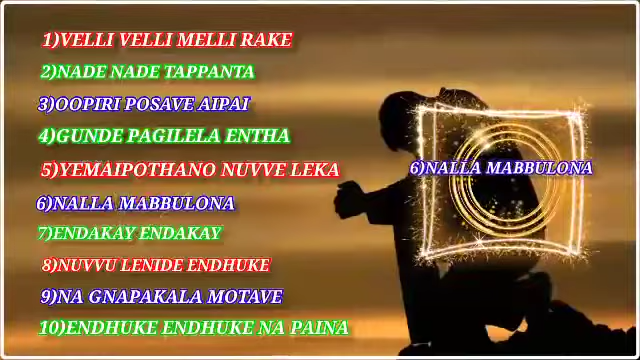 1)VELLI VELLI MELLI RAKE
2)NADE NADE TAPPANTA
3)OOPIRI POSAVE AIPAI
4)GUNDE PAGILELA ENTHA
5)YEMAIPOTHANO NUVVE LEKA
6)NALLA MABBULONA
7)ENDAKAY ENDAKAY
8)NUVVU LENIDE ENDHUKE
9)NA GNAPAKALA MOTAVE
10)ENDHUKE ENDHUKE NA PAINA
6)NALLA MABBULONA